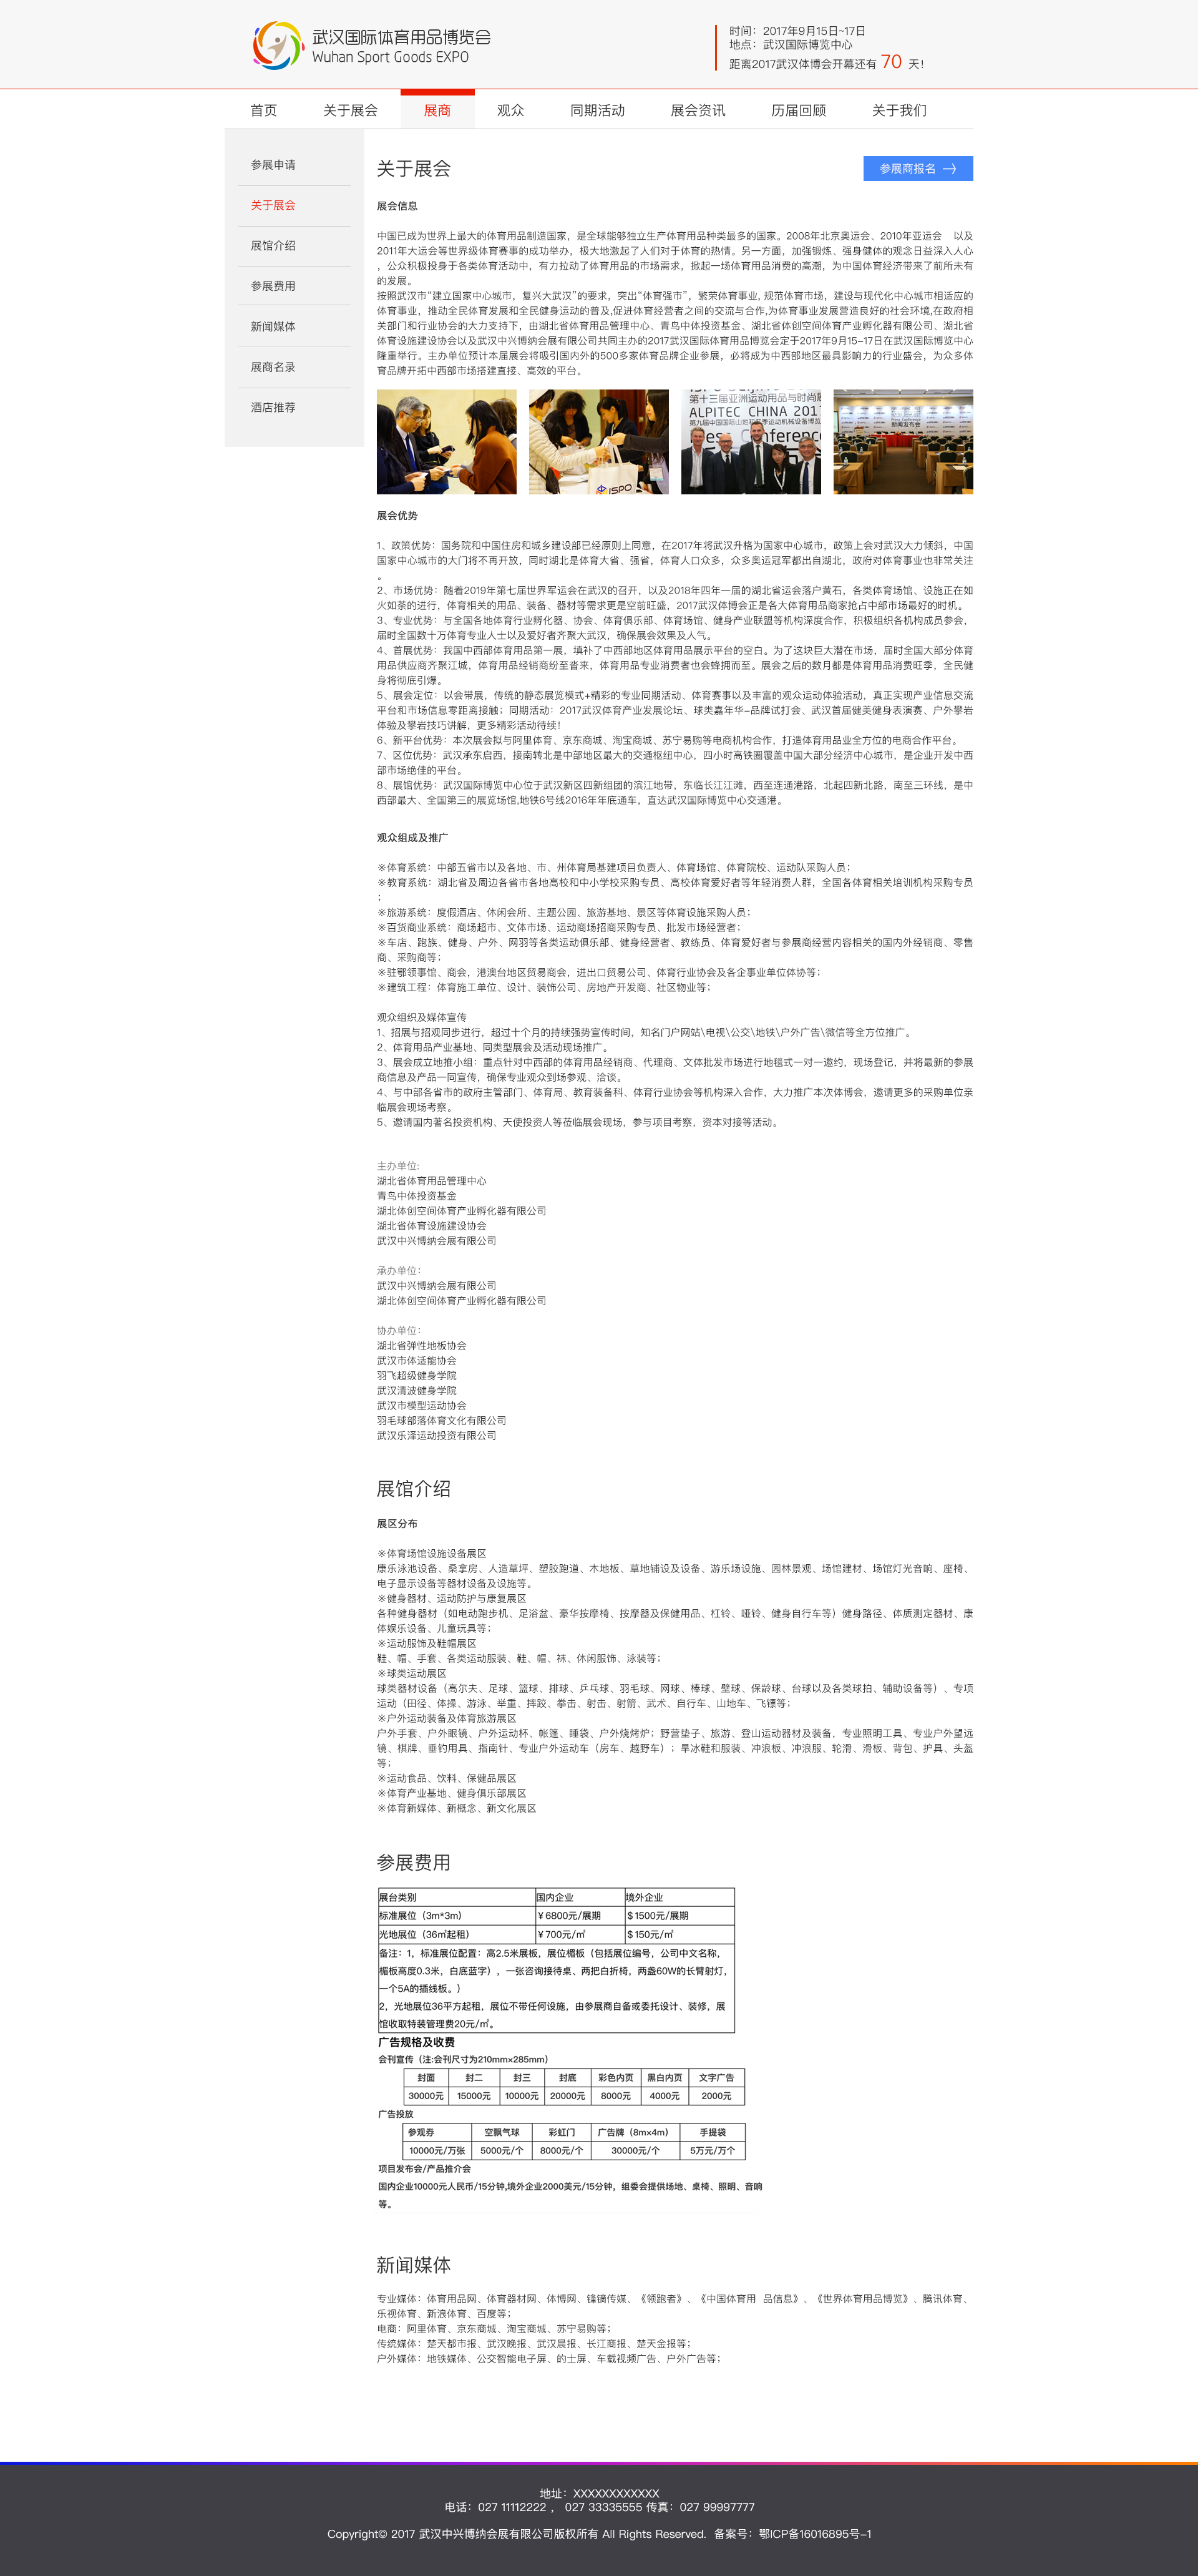 武汉国际体育用品博览会
Wuhan Sport Goods EXPO
时间：2017年9月15日~17日
地点：武汉国际博览中心
距离2017武汉体博会开幕还有 70 天!
首页 关于展会 展商 观众 同期活动 展会资讯 历届回顾 关于我们
参展申请
关于展会
展馆介绍
参展费用
新闻媒体
展商名录
酒店推荐
关于展会
参展商报名
展会信息
中国已成为世界上最大的体育用品制造国家，是全球能够独立生产体育用品种类最多的国家。2008年北京奥运会、2010年亚运会 以及
2011年大运会等世界级体育赛事的成功举办，极大地激起了人们对于体育的热情。另一方面，加强锻炼、强身健体的观念日益深入人心
，公众积极投身于各类体育活动中，有力拉动了体育用品的市场需求，掀起一场体育用品消费的高潮，为中国体育经济带来了前所未有
的发展。
按照武汉市“建立国家中心城市，复兴大武汉”的要求，突出“体育强市”，繁荣体育事业, 规范体育市场，建设与现代化中心城市相适应的
体育事业，推动全民体育发展和全民健身运动的普及,促进体育经营者之间的交流与合作,为体育事业发展营造良好的社会环境,在政府相
关部门和行业协会的大力支持下，由湖北省体育用品管理中心、青鸟中体投资基金、湖北省体创空间体育产业孵化器有限公司、湖北省
体育设施建设协会以及武汉中兴博纳会展有限公司共同主办的2017武汉国际体育用品博览会定于2017年9月15-17日在武汉国际博览中心
隆重举行。主办单位预计本届展会将吸引国内外的500多家体育品牌企业参展，必将成为中西部地区最具影响力的行业盛会，为众多体
育品牌开拓中西部市场搭建直接、高效的平台。
ISPO
第十三届亚洲运动用品与时尚展
ALPITEC CHINA 2017
Press Conference
新闻发布会
展会优势
1、政策优势：国务院和中国住房和城乡建设部已经原则上同意，在2017年将武汉升格为国家中心城市，政策上会对武汉大力倾斜，中国
国家中心城市的大门将不再开放，同时湖北是体育大省、强省，体育人口众多，众多奥运冠军都出自湖北，政府对体育事业也非常关注
。
2、市场优势：随着2019年第七届世界军运会在武汉的召开，以及2018年四年一届的湖北省运会落户黄石，各类体育场馆、设施正在如
火如荼的进行，体育相关的用品、装备、器材等需求更是空前旺盛，2017武汉体博会正是各大体育用品商家抢占中部市场最好的时机。
3、专业优势：与全国各地体育行业孵化器、协会、体育俱乐部、体育场馆、健身产业联盟等机构深度合作，积极组织各机构成员参会，
届时全国数十万体育专业人士以及爱好者齐聚大武汉，确保展会效果及人气。
4、首展优势：我国中西部体育用品第一展，填补了中西部地区体育用品展示平台的空白。为了这块巨大潜在市场，届时全国大部分体育
用品供应商齐聚江城，体育用品经销商纷至沓来，体育用品专业消费者也会蜂拥而至。展会之后的数月都是体育用品消费旺季，全民健
身将彻底引爆。
5、展会定位：以会带展，传统的静态展览模式+精彩的专业同期活动、体育赛事以及丰富的观众运动体验活动，真正实现产业信息交流
平台和市场信息零距离接触；同期活动：2017武汉体育产业发展论坛、球类嘉年华-品牌试打会、武汉首届健美健身表演赛、户外攀岩
体验及攀岩技巧讲解，更多精彩活动待续!
6、新平台优势：本次展会拟与阿里体育、京东商城、淘宝商城、苏宁易购等电商机构合作，打造体育用品业全方位的电商合作平台。
7、区位优势：武汉承东启西，接南转北是中部地区最大的交通枢纽中心，四小时高铁圈覆盖中国大部分经济中心城市，是企业开发中西
部市场绝佳的平台。
8、展馆优势：武汉国际博览中心位于武汉新区四新组团的滨江地带，东临长江江滩，西至连通港路，北起四新北路，南至三环线，是中
西部最大、全国第三的展览场馆,地铁6号线2016年年底通车，直达武汉国际博览中心交通港。
观众组成及推广
※体育系统：中部五省市以及各地、市、州体育局基建项目负责人、体育场馆、体育院校、运动队采购人员；
※教育系统：湖北省及周边各省市各地高校和中小学校采购专员、高校体育爱好者等年轻消费人群，全国各体育相关培训机构采购专员
；
※旅游系统：度假酒店、休闲会所、主题公园、旅游基地、景区等体育设施采购人员；
※百货商业系统：商场超市、文体市场、运动商场招商采购专员、批发市场经营者；
※车店、跑族、健身、户外、网羽等各类运动俱乐部、健身经营者、教练员、体育爱好者与参展商经营内容相关的国内外经销商、零售
商、采购商等；
※驻鄂领事馆、商会，港澳台地区贸易商会，进出口贸易公司、体育行业协会及各企事业单位体协等；
※建筑工程：体育施工单位、设计、装饰公司、房地产开发商、社区物业等；
观众组织及媒体宣传
1、招展与招观同步进行，超过十个月的持续强势宣传时间，知名门户网站\电视\公交\地铁\户外广告\微信等全方位推广。
2、体育用品产业基地、同类型展会及活动现场推广。
3、展会成立地推小组：重点针对中西部的体育用品经销商、代理商、文体批发市场进行地毯式一对一邀约，现场登记，并将最新的参展
商信息及产品一同宣传，确保专业观众到场参观、洽谈。
4、与中部各省市的政府主管部门、体育局、教育装备科、体育行业协会等机构深入合作，大力推广本次体博会，邀请更多的采购单位亲
临展会现场考察。
5、邀请国内著名投资机构、天使投资人等莅临展会现场，参与项目考察，资本对接等活动。
主办单位:
湖北省体育用品管理中心
青鸟中体投资基金
湖北体创空间体育产业孵化器有限公司
湖北省体育设施建设协会
武汉中兴博纳会展有限公司
承办单位：
武汉中兴博纳会展有限公司
湖北体创空间体育产业孵化器有限公司
协办单位：
湖北省弹性地板协会
武汉市体适能协会
羽飞超级健身学院
武汉清波健身学院
武汉市模型运动协会
羽毛球部落体育文化有限公司
武汉乐泽运动投资有限公司
展馆介绍
展区分布
※体育场馆设施设备展区
康乐泳池设备、桑拿房、人造草坪、塑胶跑道、木地板、草地铺设及设备、游乐场设施、园林景观、场馆建材、场馆灯光音响、座椅、
电子显示设备等器材设备及设施等。
※健身器材、运动防护与康复展区
各种健身器材（如电动跑步机、足浴盆、豪华按摩椅、按摩器及保健用品、杠铃、哑铃、健身自行车等）健身路径、体质测定器材、康
体娱乐设备、儿童玩具等；
※运动服饰及鞋帽展区
鞋、帽、手套、各类运动服装、鞋、帽、袜、休闲服饰、泳装等；
※球类运动展区
球类器材设备（高尔夫、足球、篮球、排球、乒乓球、羽毛球、网球、棒球、壁球、保龄球、台球以及各类球拍、辅助设备等）、专项
运动（田径、体操、游泳、举重、摔跤、拳击、射击、射箭、武术、自行车、山地车、飞镖等；
※户外运动装备及体育旅游展区
户外手套、户外眼镜、户外运动杯、帐篷、睡袋、户外烧烤炉；野营垫子、旅游、登山运动器材及装备，专业照明工具、专业户外望远
镜、棋牌、垂钓用具、指南针、专业户外运动车（房车、越野车）；旱冰鞋和服装、冲浪板、冲浪服、轮滑、滑板、背包、护具、头盔
等；
※运动食品、饮料、保健品展区
※体育产业基地、健身俱乐部展区
※体育新媒体、新概念、新文化展区
参展费用
展台类别 国内企业 境外企业
标准展位（3m*3m） ￥6800元/展期 ＄1500元/展期
光地展位（36㎡起租） ￥700元/㎡ ＄150元/㎡
备注：1，标准展位配置：高2.5米展板，展位楣板（包括展位编号，公司中文名称，
楣板高度0.3米，白底蓝字），一张咨询接待桌、两把白折椅，两盏60W的长臂射灯，
一个5A的插线板。）
2，光地展位36平方起租，展位不带任何设施，由参展商自备或委托设计、装修，展
馆收取特装管理费20元/㎡。
广告规格及收费
会刊宣传（注:会刊尺寸为210mm×285mm）
封面 封二 封三 封底 彩色内页 黑白内页 文字广告
30000元 15000元 10000元 20000元 8000元 4000元 2000元
广告投放
参观券 空飘气球 彩虹门 广告牌（8m×4m） 手提袋
10000元/万张 5000元/个 8000元/个 30000元/个 5万元/万个
项目发布会/产品推介会
国内企业10000元人民币/15分钟,境外企业2000美元/15分钟，组委会提供场地、桌椅、照明、音响
等。
新闻媒体
专业媒体：体育用品网、体育器材网、体博网、锋镝传媒、《领跑者》、《中国体育用 品信息》、《世界体育用品博览》、腾讯体育、
乐视体育、新浪体育、百度等；
电商：阿里体育、京东商城、淘宝商城、苏宁易购等；
传统媒体：楚天都市报、武汉晚报、武汉晨报、长江商报、楚天金报等；
户外媒体：地铁媒体、公交智能电子屏、的士屏、车载视频广告、户外广告等；
地址：XXXXXXXXXXXX
电话：027 11112222 ， 027 33335555 传真：027 99997777
Copyright© 2017 武汉中兴博纳会展有限公司版权所有 All Rights Reserved. 备案号：鄂ICP备16016895号-1